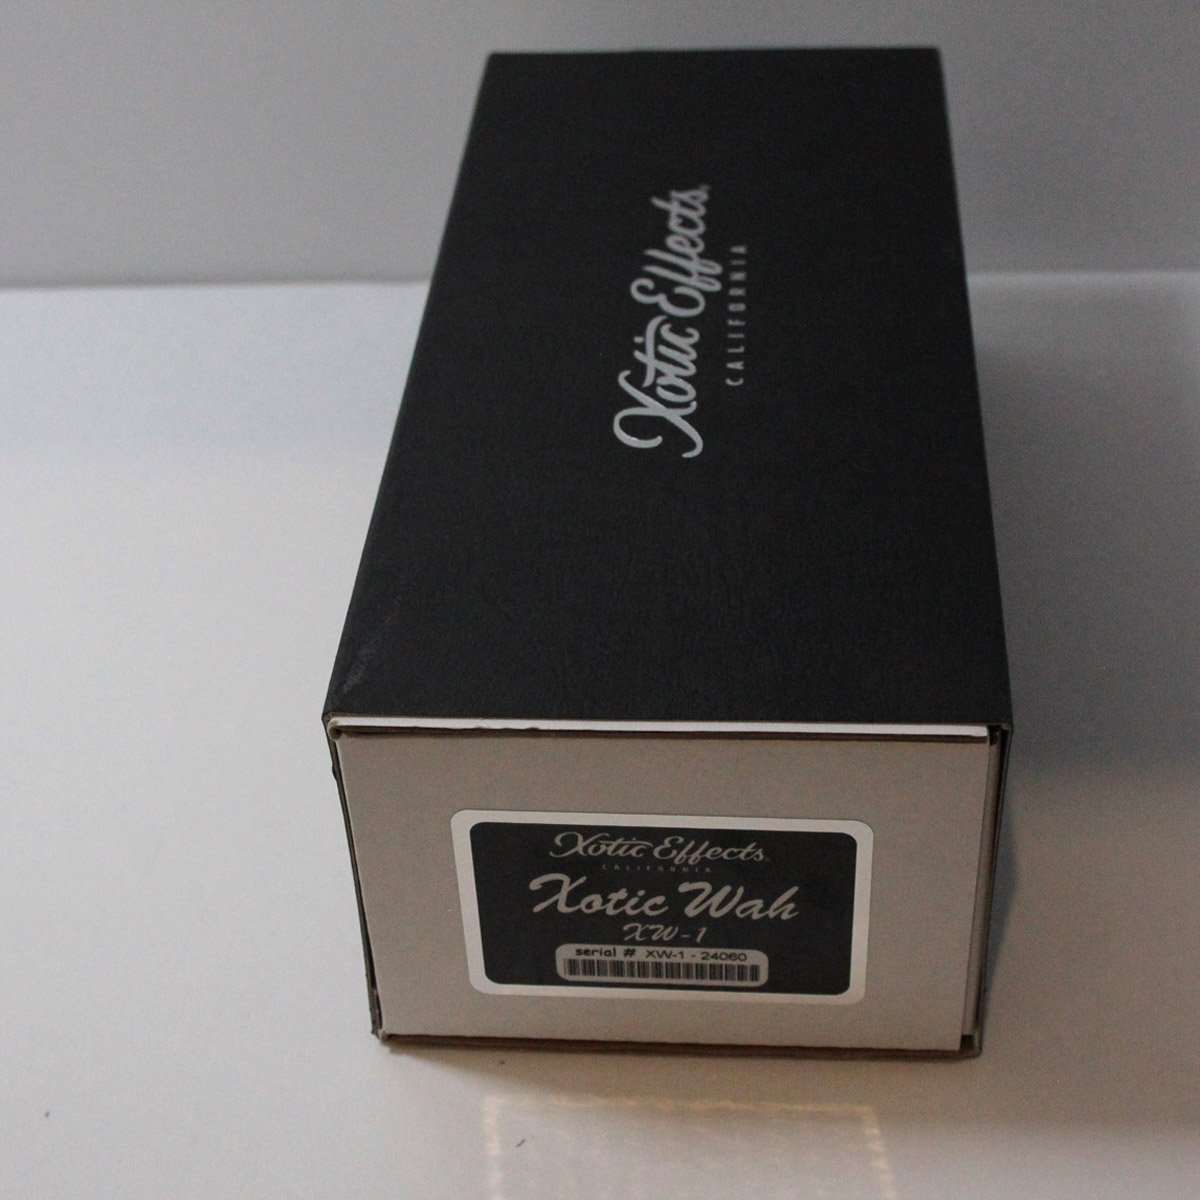 Xotic Effects
CALIFORNIA
Xotic Effects
CALIFORNIA
Xotic Wah
XW-1
serial # XW-1 - 24060